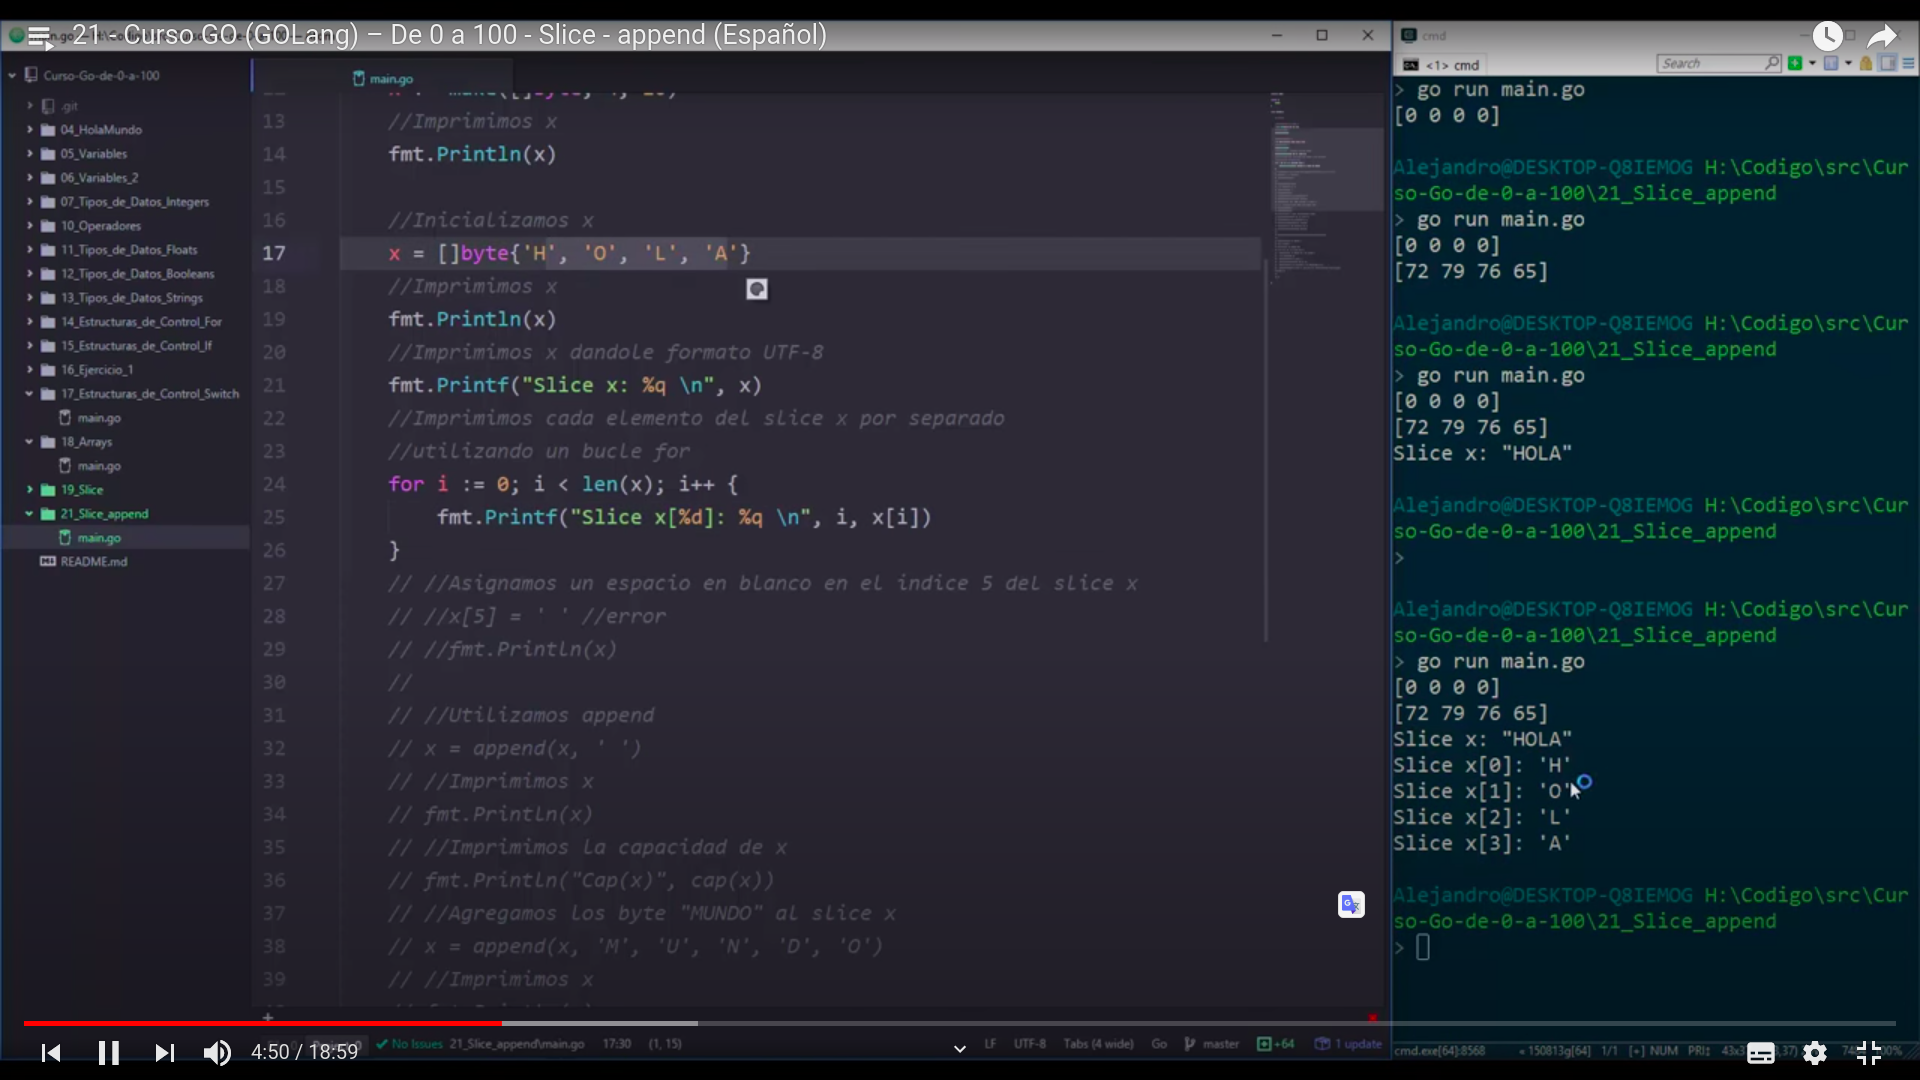 21 - Curso GO (GOLang) – De 0 a 100 - Slice - append (Español)
Curso-Go-de-0-a-100
.git
04_HolaMundo
05_Variables
06_Variables_2
07_Tipos_de_Datos_Integers
10_Operadores
11_Tipos_de_Datos_Floats
12_Tipos_de_Datos_Booleans
13_Tipos_de_Datos_Strings
14_Estructuras_de_Control_For
15_Estructuras_de_Control_If
16_Ejercicio_1
17_Estructuras_de_Control_Switch
main.go
18_Arrays
main.go
19_Slice
21_Slice_append
main.go
README.md
main.go
13 //Imprimimos x
14 fmt.Println(x)
15
16 //Inicializamos x
17 x = []byte{'H', 'O', 'L', 'A'}
18 //Imprimimos x
19 fmt.Println(x)
20 //Imprimimos x dandole formato UTF-8
21 fmt.Printf("Slice x: %q \n", x)
22 //Imprimimos cada elemento del slice x por separado
23 //utilizando un bucle for
24 for i := 0; i < len(x); i++ {
25 fmt.Printf("Slice x[%d]: %q \n", i, x[i])
26 }
27 // //Asignamos un espacio en blanco en el indice 5 del slice x
28 // //x[5] = ' ' //error
29 // //fmt.Println(x)
30 //
31 // //Utilizamos append
32 // x = append(x, ' ')
33 // //Imprimimos x
34 // fmt.Println(x)
35 // //Imprimimos la capacidad de x
36 // fmt.Println("Cap(x)", cap(x))
37 // //Agregamos los byte "MUNDO" al slice x
38 // x = append(x, 'M', 'U', 'N', 'D', 'O')
39 // //Imprimimos x
cmd
<1> cmd
Search
> go run main.go
[0 0 0 0]
Alejandro@DESKTOP-Q8IEMOG H:\Codigo\src\Cur
so-Go-de-0-a-100\21_Slice_append
> go run main.go
[0 0 0 0]
[72 79 76 65]
Alejandro@DESKTOP-Q8IEMOG H:\Codigo\src\Cur
so-Go-de-0-a-100\21_Slice_append
> go run main.go
[0 0 0 0]
[72 79 76 65]
Slice x: "HOLA"
Alejandro@DESKTOP-Q8IEMOG H:\Codigo\src\Cur
so-Go-de-0-a-100\21_Slice_append
>
Alejandro@DESKTOP-Q8IEMOG H:\Codigo\src\Cur
so-Go-de-0-a-100\21_Slice_append
> go run main.go
[0 0 0 0]
[72 79 76 65]
Slice x: "HOLA"
Slice x[0]: 'H'
Slice x[1]: 'O'
Slice x[2]: 'L'
Slice x[3]: 'A'
Alejandro@DESKTOP-Q8IEMOG H:\Codigo\src\Cur
so-Go-de-0-a-100\21_Slice_append
>
4:50 / 18:59
No Issues 21_Slice_append\main.go 17:30 (1, 15)
LF UTF-8 Tabs (4 wide) Go master +64 1 update
cmd.exe[64]:8568 « 150813g[64] 1/1 [+] NUM